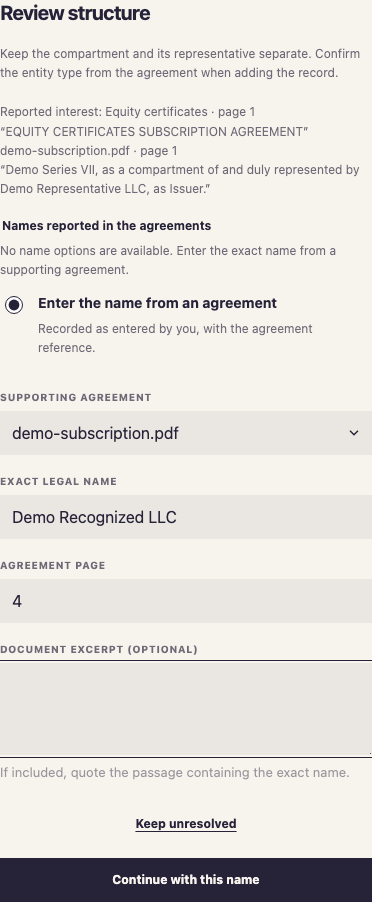 Review structure
Keep the compartment and its representative separate. Confirm
the entity type from the agreement when adding the record.
Reported interest: Equity certificates · page 1
“EQUITY CERTIFICATES SUBSCRIPTION AGREEMENT”
demo-subscription.pdf · page 1
“Demo Series VII, as a compartment of and duly represented by
Demo Representative LLC, as Issuer.”
Names reported in the agreements
No name options are available. Enter the exact name from a
supporting agreement.
Enter the name from an agreement
Recorded as entered by you, with the agreement
reference.
SUPPORTING AGREEMENT
demo-subscription.pdf
EXACT LEGAL NAME
Demo Recognized LLC
AGREEMENT PAGE
4
DOCUMENT EXCERPT (OPTIONAL)
If included, quote the passage containing the exact name.
Keep unresolved
Continue with this name